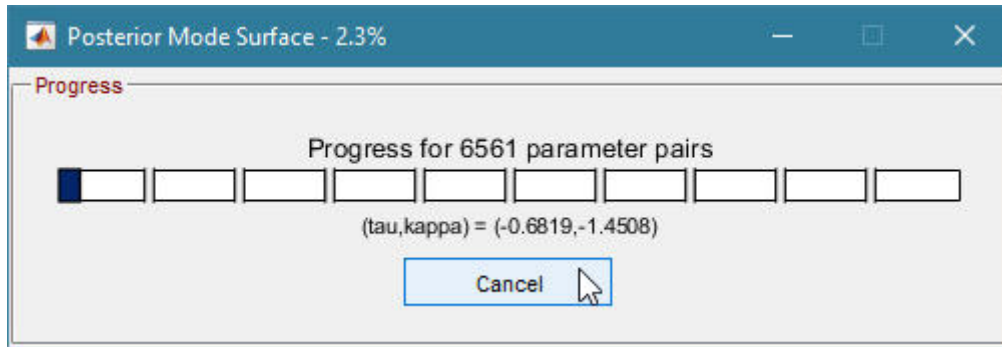 Posterior Mode Surface - 2.3%
Progress
Progress for 6561 parameter pairs
(tau,kappa) = (-0.6819,-1.4508)
Cancel